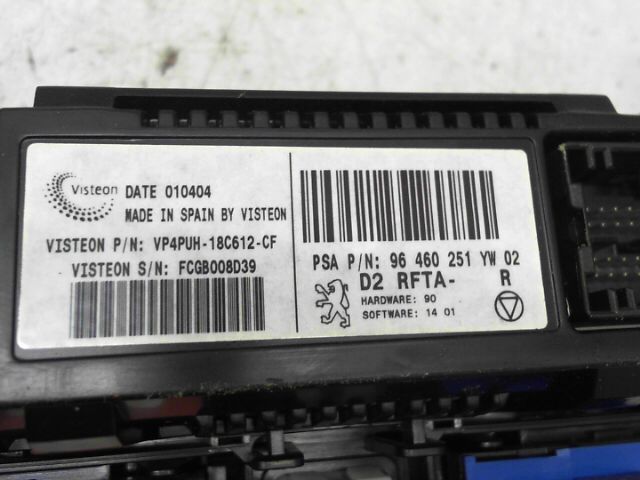 Visteon
DATE 010404
MADE IN SPAIN BY VISTEON
VISTEON P/N: VP4PUH-18C612-CF
VISTEON S/N: FCGB008D39
PSA P/N: 96 460 251 YW 02
D2 RFTA- R
HARDWARE: 90
SOFTWARE: 14 01